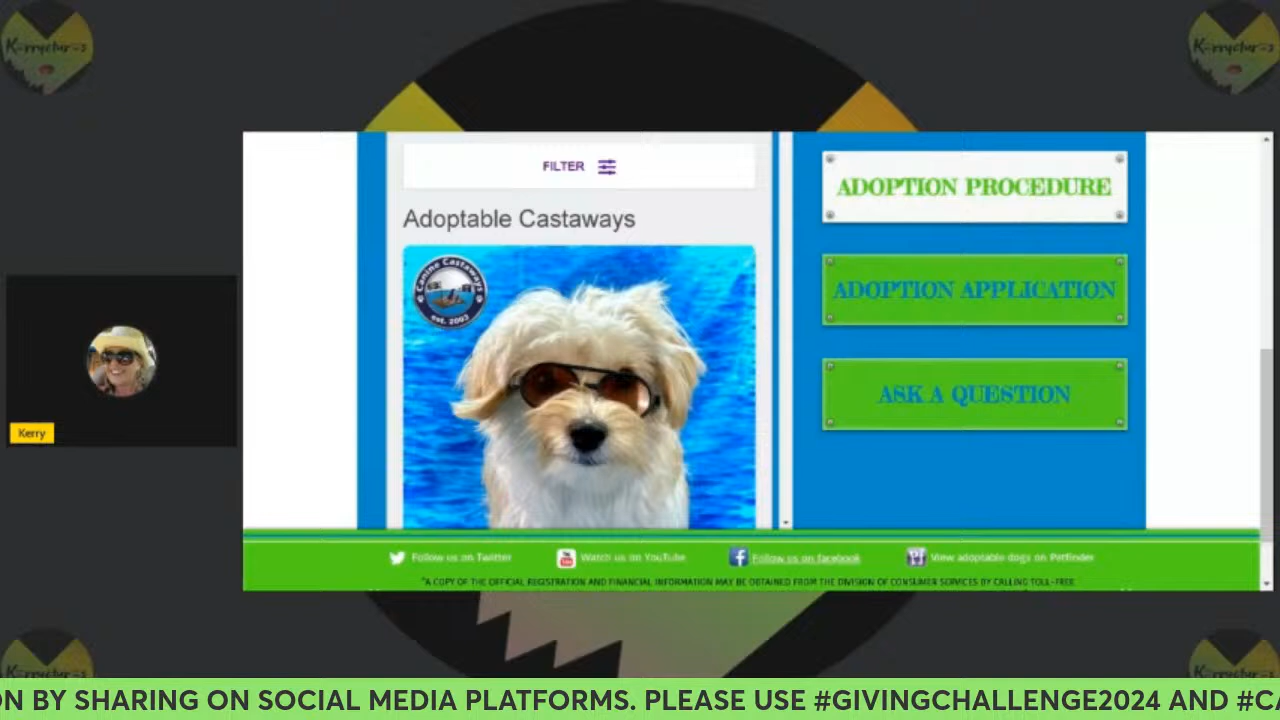 K-rryctur-s
K-rryctur-s
FILTER
Adoptable Castaways
Canine Castaways
est. 2003
ADOPTION PROCEDURE
ADOPTION APPLICATION
ASK A QUESTION
Kerry
Follow us on Twitter
Watch us on YouTube
Follow us on facebook
View adoptable dogs on Petfinder
*A COPY OF THE OFFICIAL REGISTRATION AND FINANCIAL INFORMATION MAY BE OBTAINED FROM THE DIVISION OF CONSUMER SERVICES BY CALLING TOLL-FREE
ON BY SHARING ON SOCIAL MEDIA PLATFORMS. PLEASE USE #GIVINGCHALLENGE2024 AND #CA